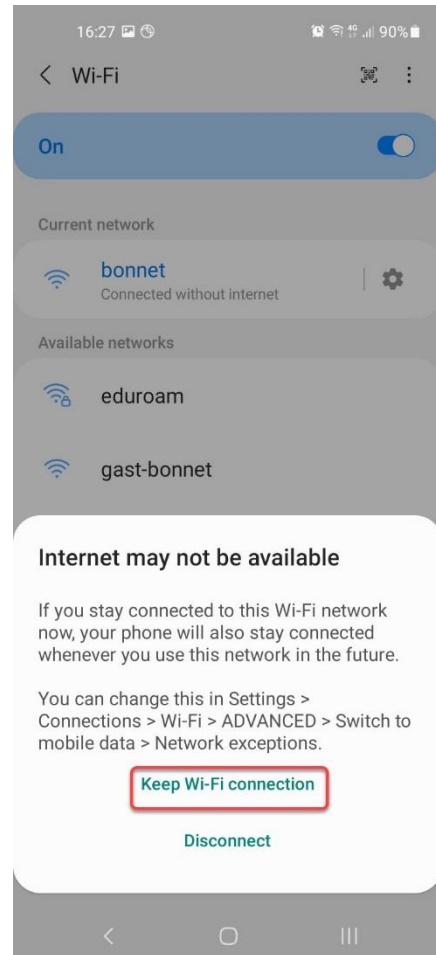 16:27 4G 90%
Wi-Fi
On
Current network
bonnet
Connected without internet
Available networks
eduroam
gast-bonnet
Internet may not be available
If you stay connected to this Wi-Fi network
now, your phone will also stay connected
whenever you use this network in the future.
You can change this in Settings >
Connections > Wi-Fi > ADVANCED > Switch to
mobile data > Network exceptions.
Keep Wi-Fi connection
Disconnect